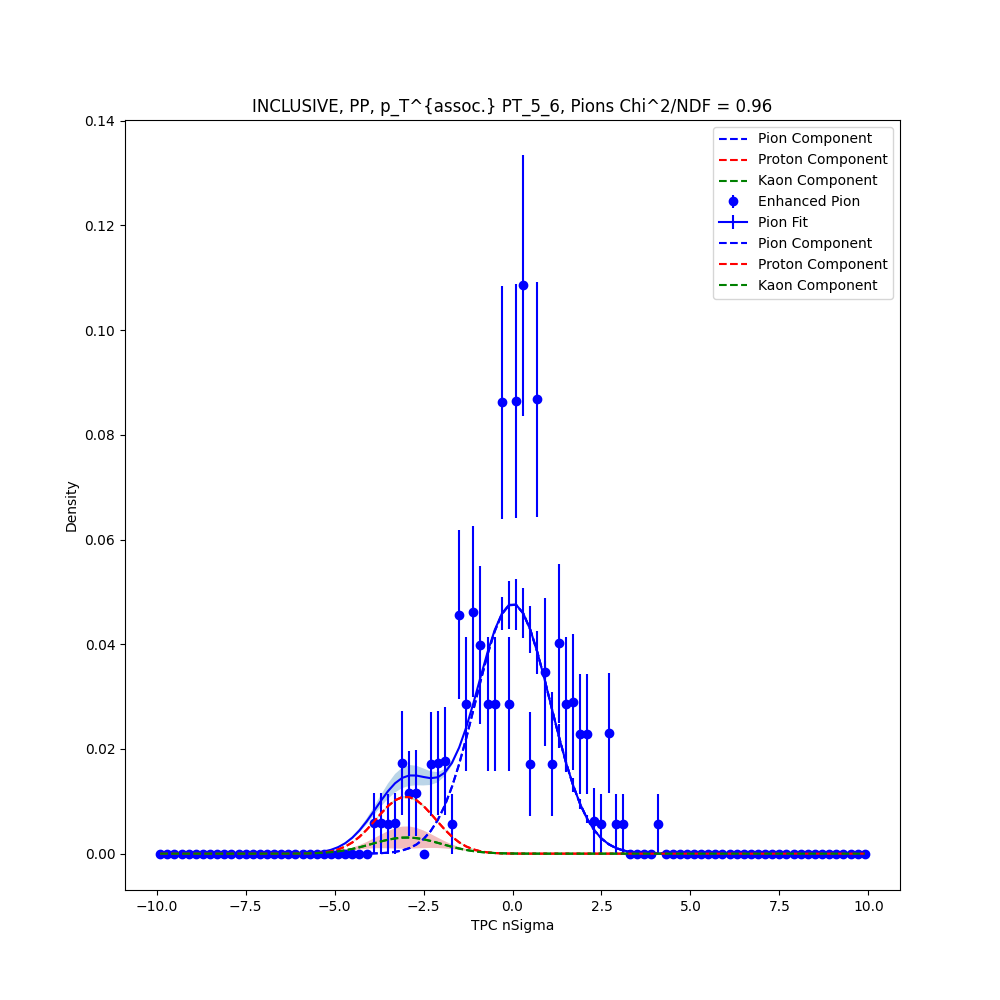 INCLUSIVE, PP, p_T^{assoc.} PT_5_6, Pions Chi^2/NDF = 0.96
Pion Component
Proton Component
Kaon Component
Enhanced Pion
Pion Fit
Pion Component
Proton Component
Kaon Component
0.14
0.12
0.10
0.08
0.06
0.04
0.02
0.00
Density
−10.0 −7.5 −5.0 −2.5 0.0 2.5 5.0 7.5 10.0
TPC nSigma